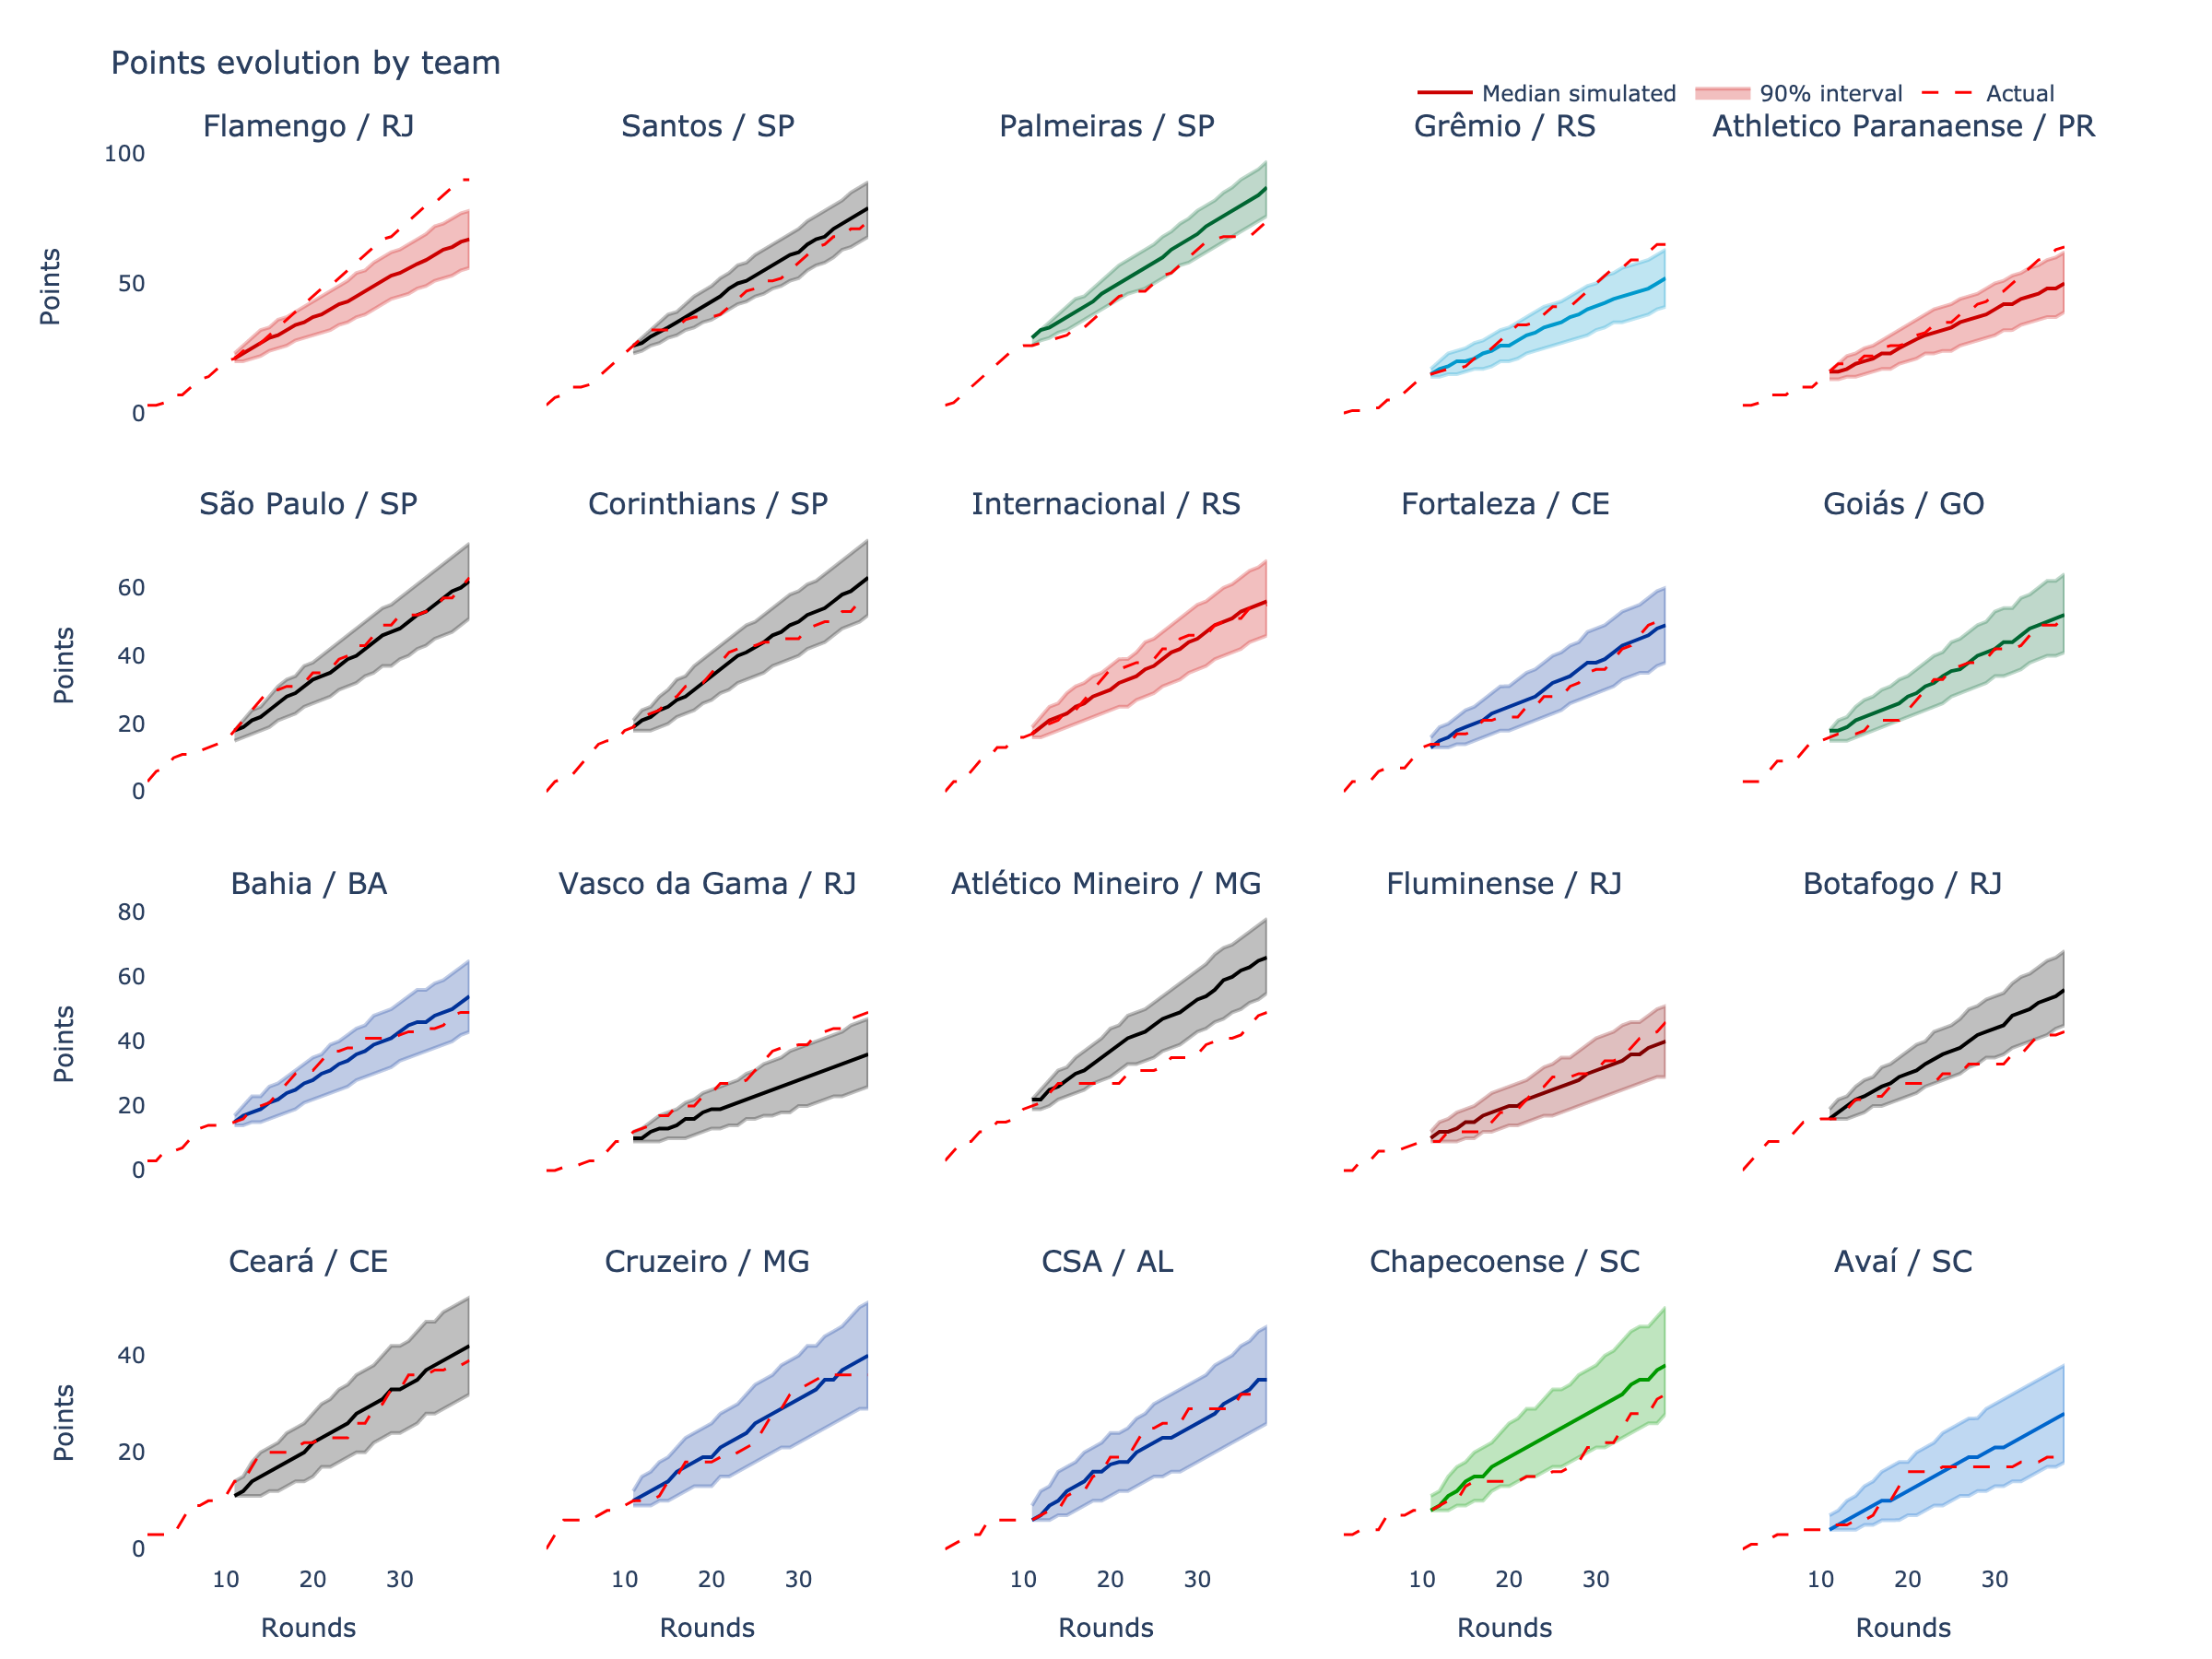 Points evolution by team
Median simulated 90% interval Actual
Flamengo / RJ Santos / SP Palmeiras / SP Grêmio / RS Athletico Paranaense / PR
100
50
0
Points
São Paulo / SP Corinthians / SP Internacional / RS Fortaleza / CE Goiás / GO
60
40
20
0
Points
Bahia / BA Vasco da Gama / RJ Atlético Mineiro / MG Fluminense / RJ Botafogo / RJ
80
60
40
20
0
Points
Ceará / CE Cruzeiro / MG CSA / AL Chapecoense / SC Avaí / SC
40
20
0
Points
10 20 30 10 20 30 10 20 30 10 20 30 10 20 30
Rounds Rounds Rounds Rounds Rounds